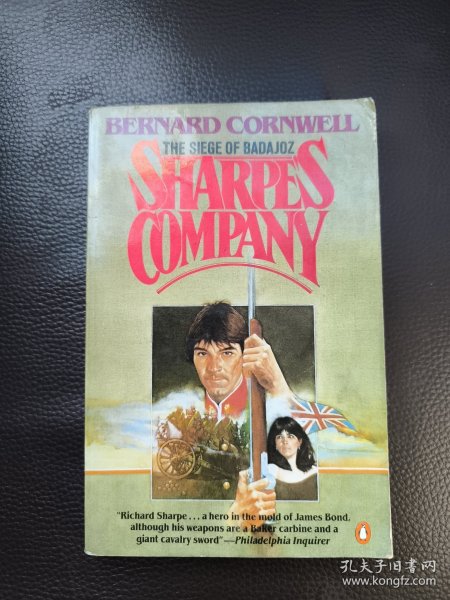 BERNARD CORNWELL
THE SIEGE OF BADAJOZ
SHARPE'S
COMPANY
"Richard Sharpe... a hero in the mold of James Bond,
although his weapons are a Baker carbine and a
giant cavalry sword"—Philadelphia Inquirer
孔夫子旧书网
www.kongfz.com